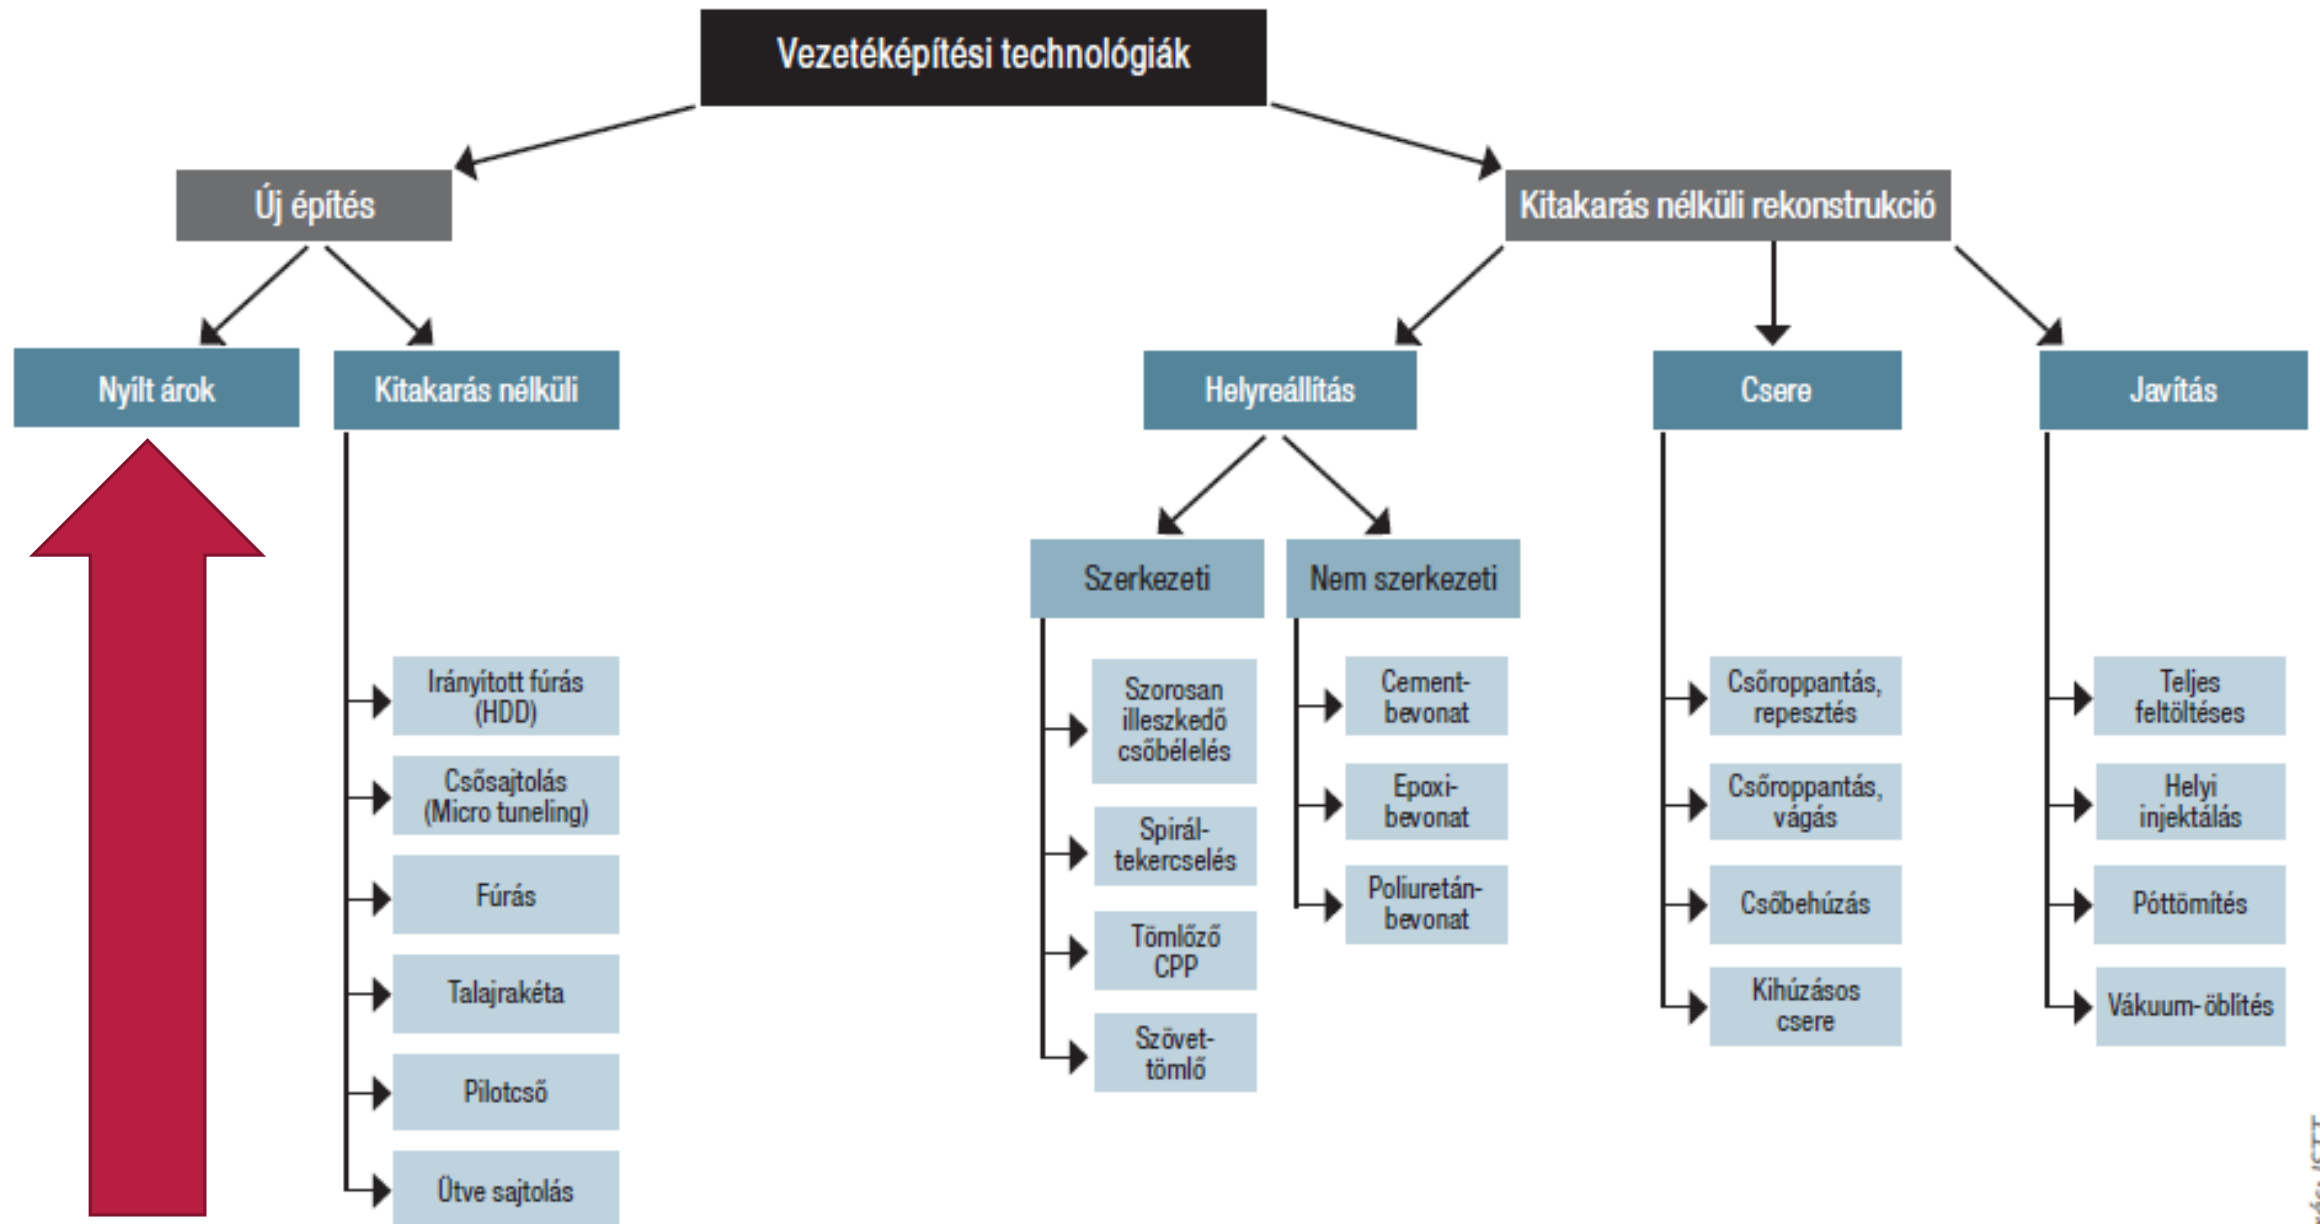 Vezetéképítési technológiák
Új építés
Kitakarás nélküli rekonstrukció
Nyílt árok
Kitakarás nélküli
Helyreállítás
Csere
Javítás
Szerkezeti
Nem szerkezeti
Irányított fúrás
(HDD)
Csősajtolás
(Micro tuneling)
Fúrás
Talajrakéta
Pilotcső
Ütve sajtolás
Szorosan
illeszkedő
csőbélelés
Spirál-
tekercselés
Tömlőző
CPP
Szövet-
tömlő
Cement-
bevonat
Epoxi-
bevonat
Poliuretán-
bevonat
Csőroppantás,
repesztés
Csőroppantás,
vágás
Csőbehúzás
Kihúzásos
csere
Teljes
feltöltéses
Helyi
injektálás
Póttömítés
Vákuum-öblítés